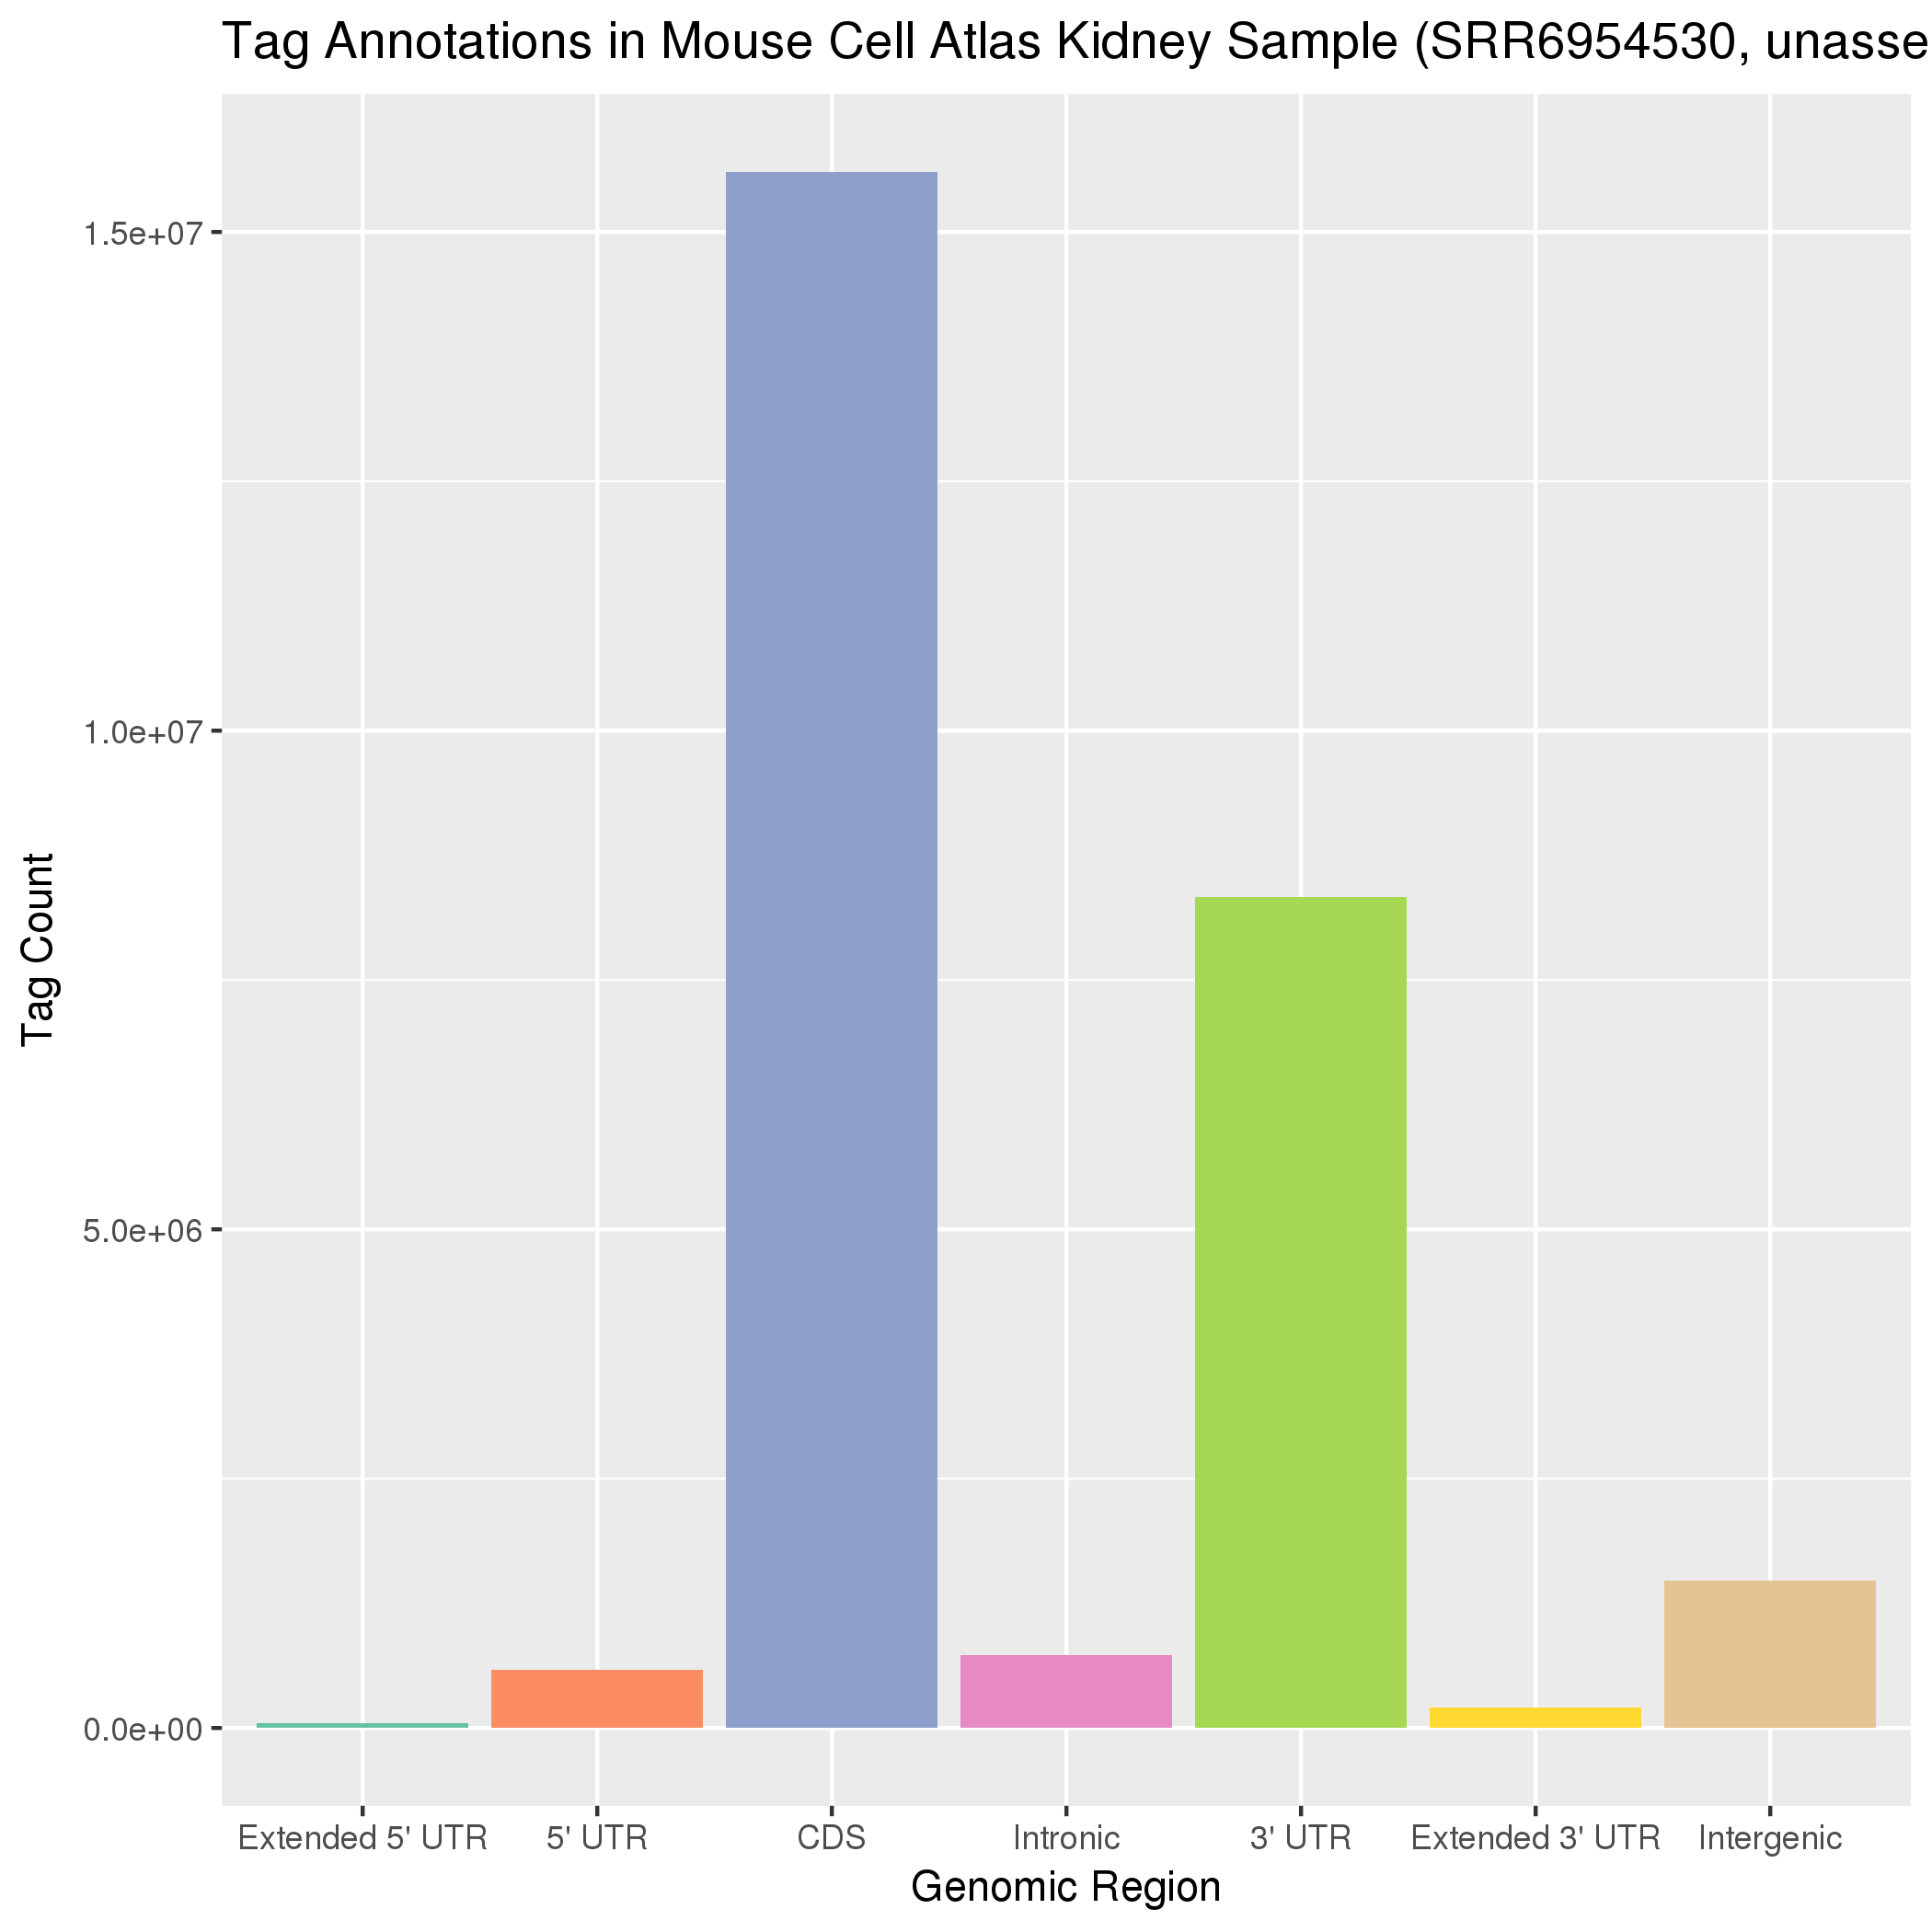 Tag Annotations in Mouse Cell Atlas Kidney Sample (SRR6954530, unasse
1.5e+07
1.0e+07
5.0e+06
0.0e+00
Tag Count
Extended 5' UTR 5' UTR CDS Intronic 3' UTR Extended 3' UTR Intergenic
Genomic Region